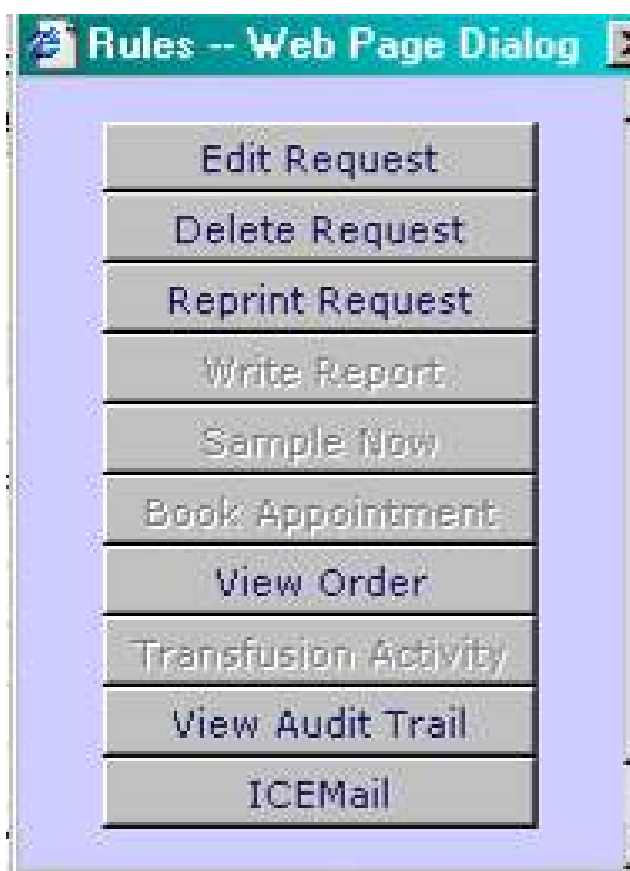 Rules -- Web Page Dialog
Edit Request
Delete Request
Reprint Request
Write Report
Sample Now
Book Appointment
View Order
Transfusion Activity
View Audit Trail
ICEMail